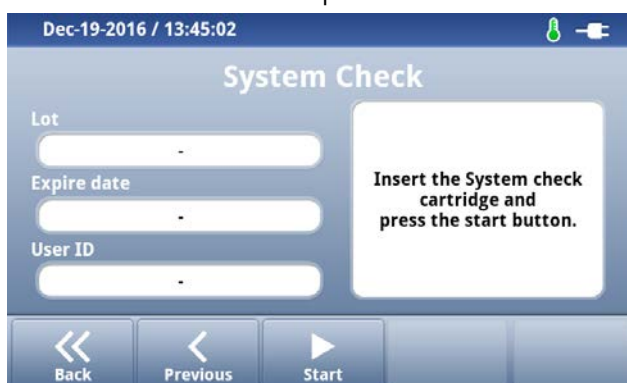 Dec-19-2016 / 13:45:02
System Check
Lot
-
Expire date
-
User ID
-
Insert the System check
cartridge and
press the start button.
Back
Previous
Start